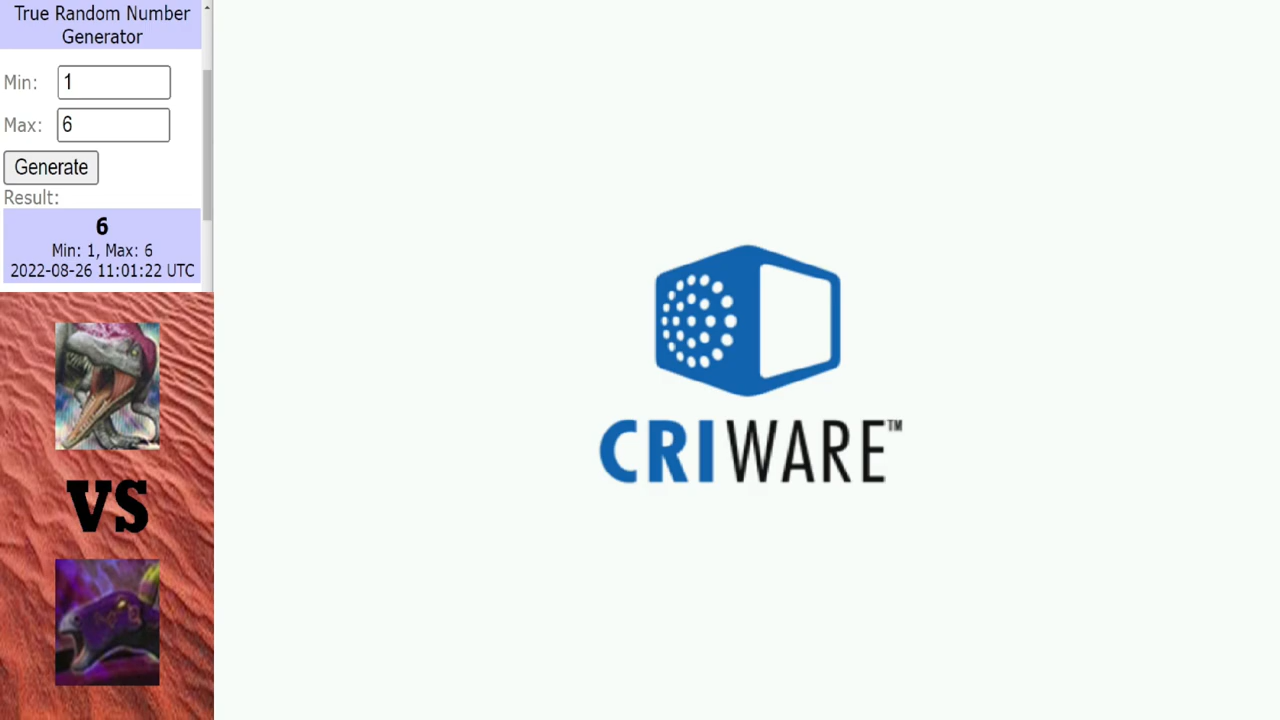 True Random Number
Generator
Min: 1
Max: 6
Generate
Result:
6
Min: 1, Max: 6
2022-08-26 11:01:22 UTC
VS
CRIWARE™